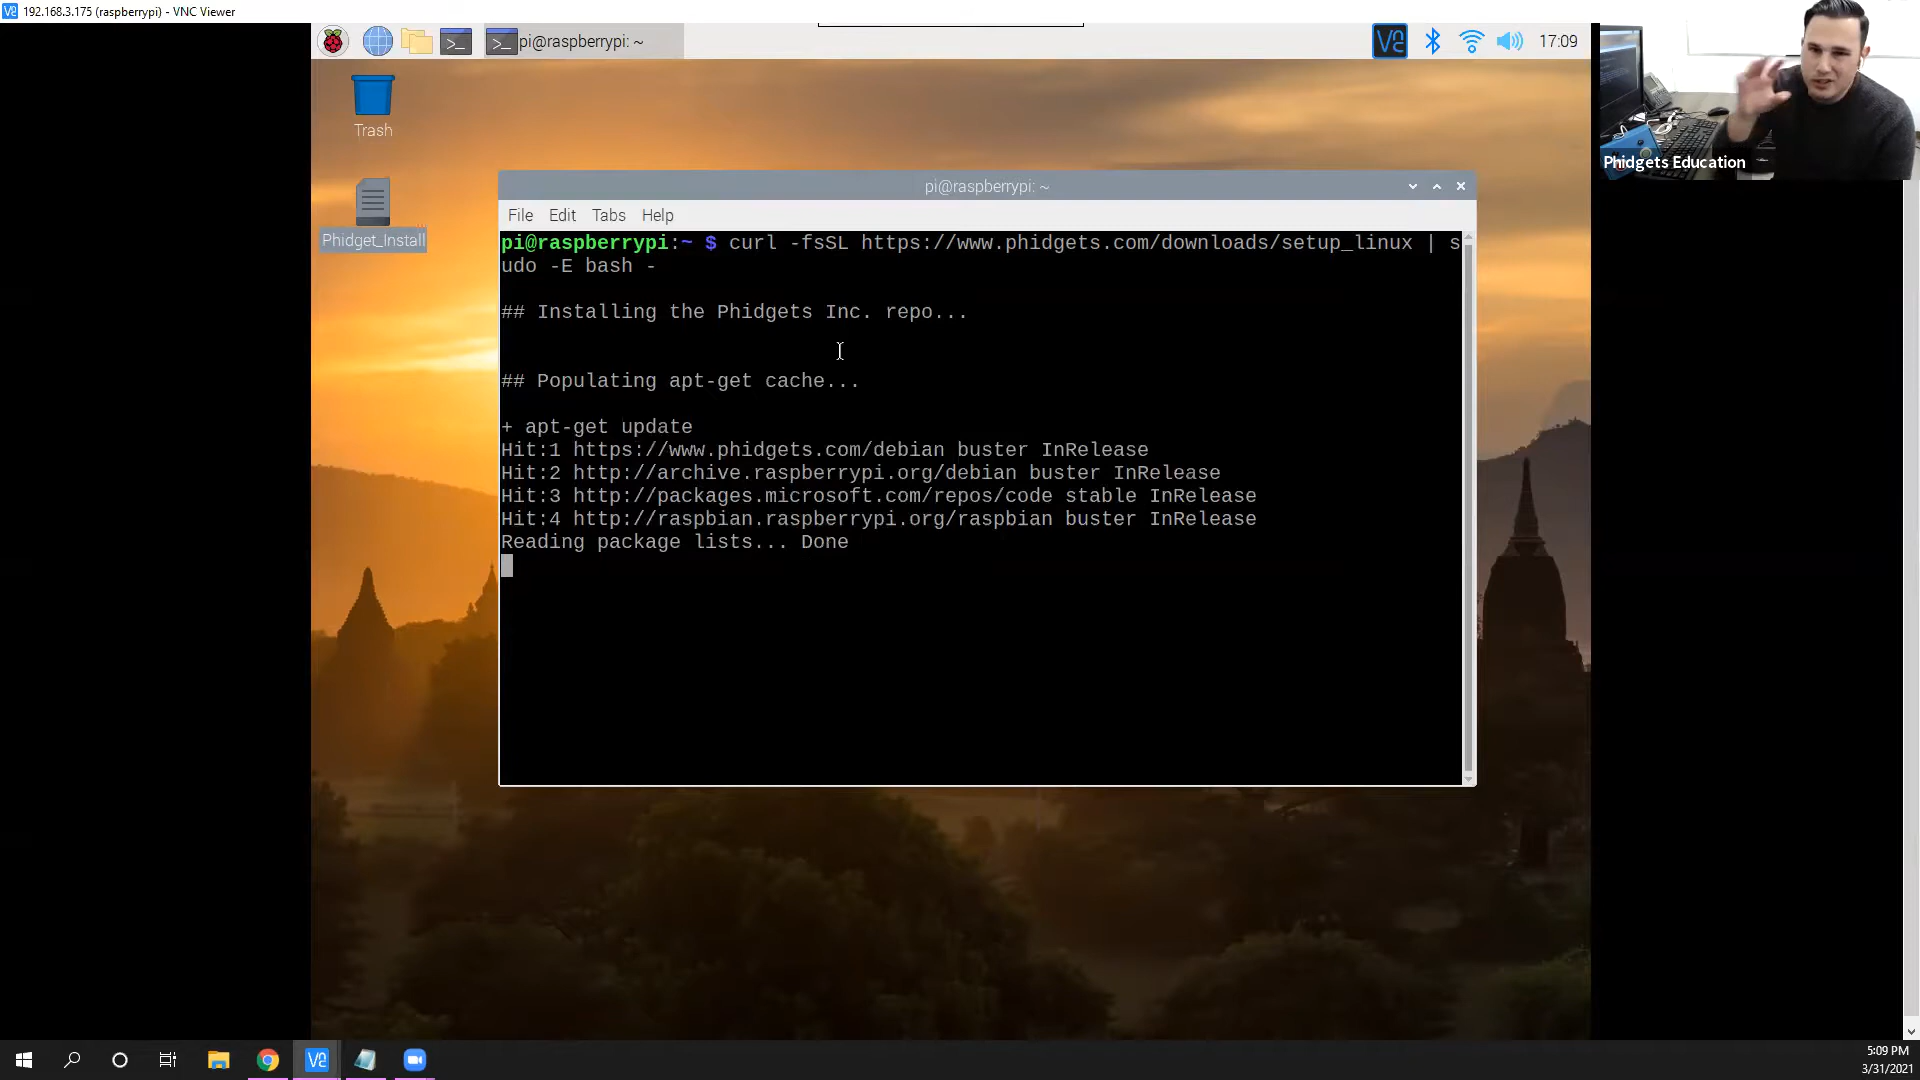 192.168.3.175 (raspberrypi) - VNC Viewer
pi@raspberrypi: ~
17:09
Trash
Phidget_Install
Phidgets Education
pi@raspberrypi: ~
File Edit Tabs Help
pi@raspberrypi:~ $ curl -fsSL https://www.phidgets.com/downloads/setup_linux | s
udo -E bash -
## Installing the Phidgets Inc. repo...
## Populating apt-get cache...
+ apt-get update
Hit:1 https://www.phidgets.com/debian buster InRelease
Hit:2 http://archive.raspberrypi.org/debian buster InRelease
Hit:3 http://packages.microsoft.com/repos/code stable InRelease
Hit:4 http://raspbian.raspberrypi.org/raspbian buster InRelease
Reading package lists... Done
5:09 PM
3/31/2021